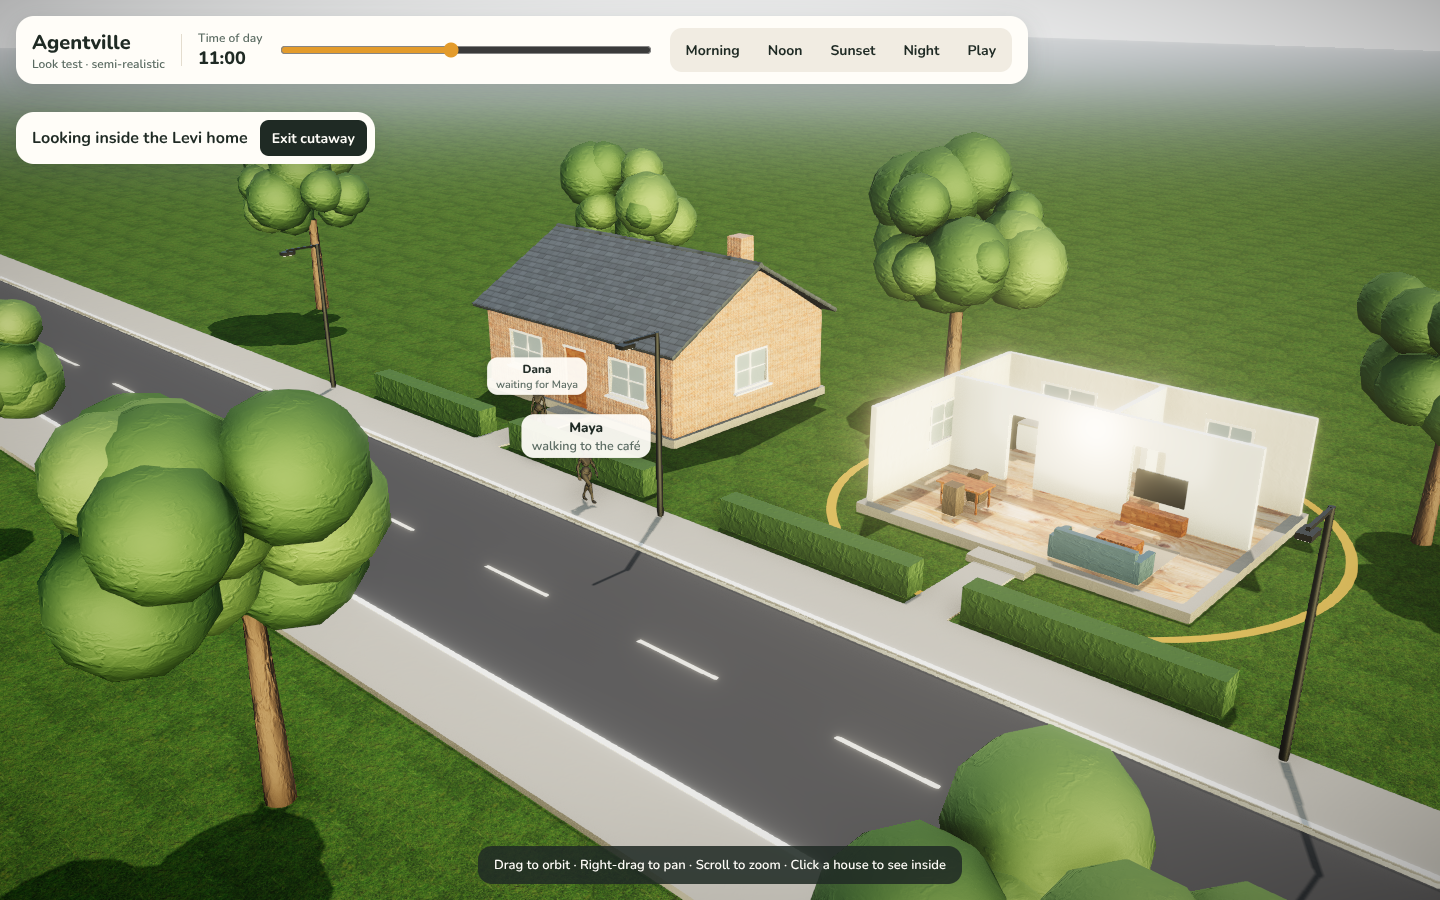 Agentville
Look test · semi-realistic
Time of day
11:00
Morning
Noon
Sunset
Night
Play
Looking inside the Levi home
Exit cutaway
Dana
waiting for Maya
Maya
walking to the café
Drag to orbit · Right-drag to pan · Scroll to zoom · Click a house to see inside